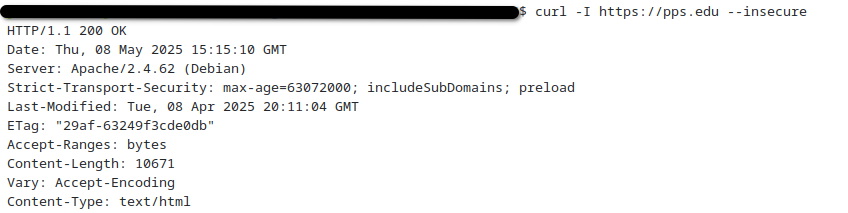 $ curl -I https://pps.edu --insecure
HTTP/1.1 200 OK
Date: Thu, 08 May 2025 15:15:10 GMT
Server: Apache/2.4.62 (Debian)
Strict-Transport-Security: max-age=63072000; includeSubDomains; preload
Last-Modified: Tue, 08 Apr 2025 20:11:04 GMT
ETag: "29af-63249f3cde0db"
Accept-Ranges: bytes
Content-Length: 10671
Vary: Accept-Encoding
Content-Type: text/html